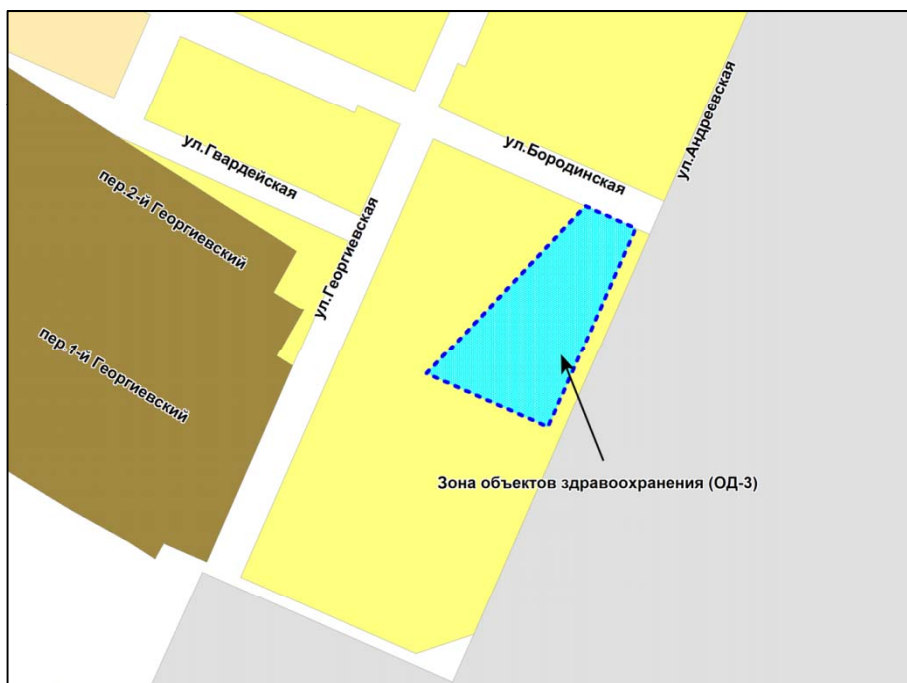 ул.Андреевская
ул.Бородинская
ул.Гвардейская
пер.2-й Георгиевский
ул.Георгиевская
пер.1-й Георгиевский
Зона объектов здравоохранения (ОД-3)